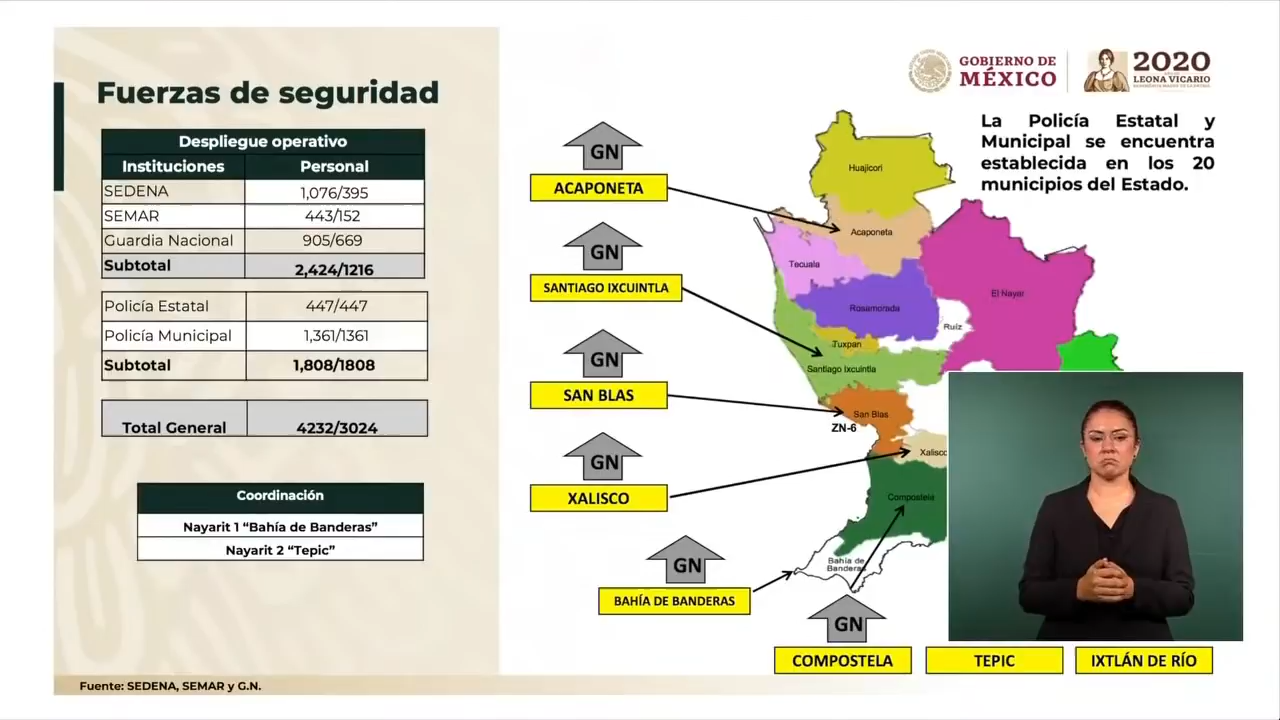 Fuerzas de seguridad
Despliegue operativo
Instituciones Personal
SEDENA 1,076/395
SEMAR 443/152
Guardia Nacional 905/669
Subtotal 2,424/1216
Policía Estatal 447/447
Policía Municipal 1,361/1361
Subtotal 1,808/1808
Total General 4232/3024
Coordinación
Nayarit 1 “Bahía de Banderas”
Nayarit 2 “Tepic”
Fuente: SEDENA, SEMAR y G.N.
GOBIERNO DE
MÉXICO
2020
LEONA VICARIO
La Policía Estatal y
Municipal se encuentra
establecida en los 20
municipios del Estado.
GN
ACAPONETA
GN
SANTIAGO IXCUINTLA
GN
SAN BLAS
GN
XALISCO
GN
BAHÍA DE BANDERAS
GN
COMPOSTELA
TEPIC
IXTLÁN DE RÍO
Huajicori
Acaponeta
Tecuala
El Nayar
Rosamorada
Ruíz
Tuxpan
Santiago Ixcuintla
San Blas
ZN-6
Xalisco
Compostela
Bahía de
Banderas